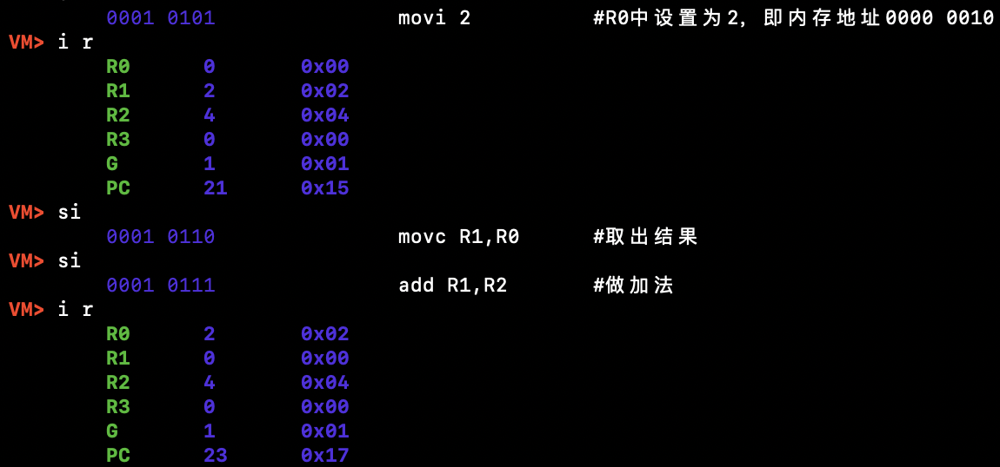 0001 0101 movi 2 #R0中设置为2, 即内存地址0000 0010
VM> i r
R0 0 0x00
R1 2 0x02
R2 4 0x04
R3 0 0x00
G 1 0x01
PC 21 0x15
VM> si
0001 0110 movc R1,R0 #取出结果
VM> si
0001 0111 add R1,R2 #做加法
VM> i r
R0 2 0x02
R1 0 0x00
R2 4 0x04
R3 0 0x00
G 1 0x01
PC 23 0x17